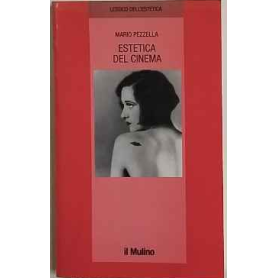 LESSICO DELL'ESTETICA
MARIO PEZZELLA
ESTETICA
DEL CINEMA
il Mulino